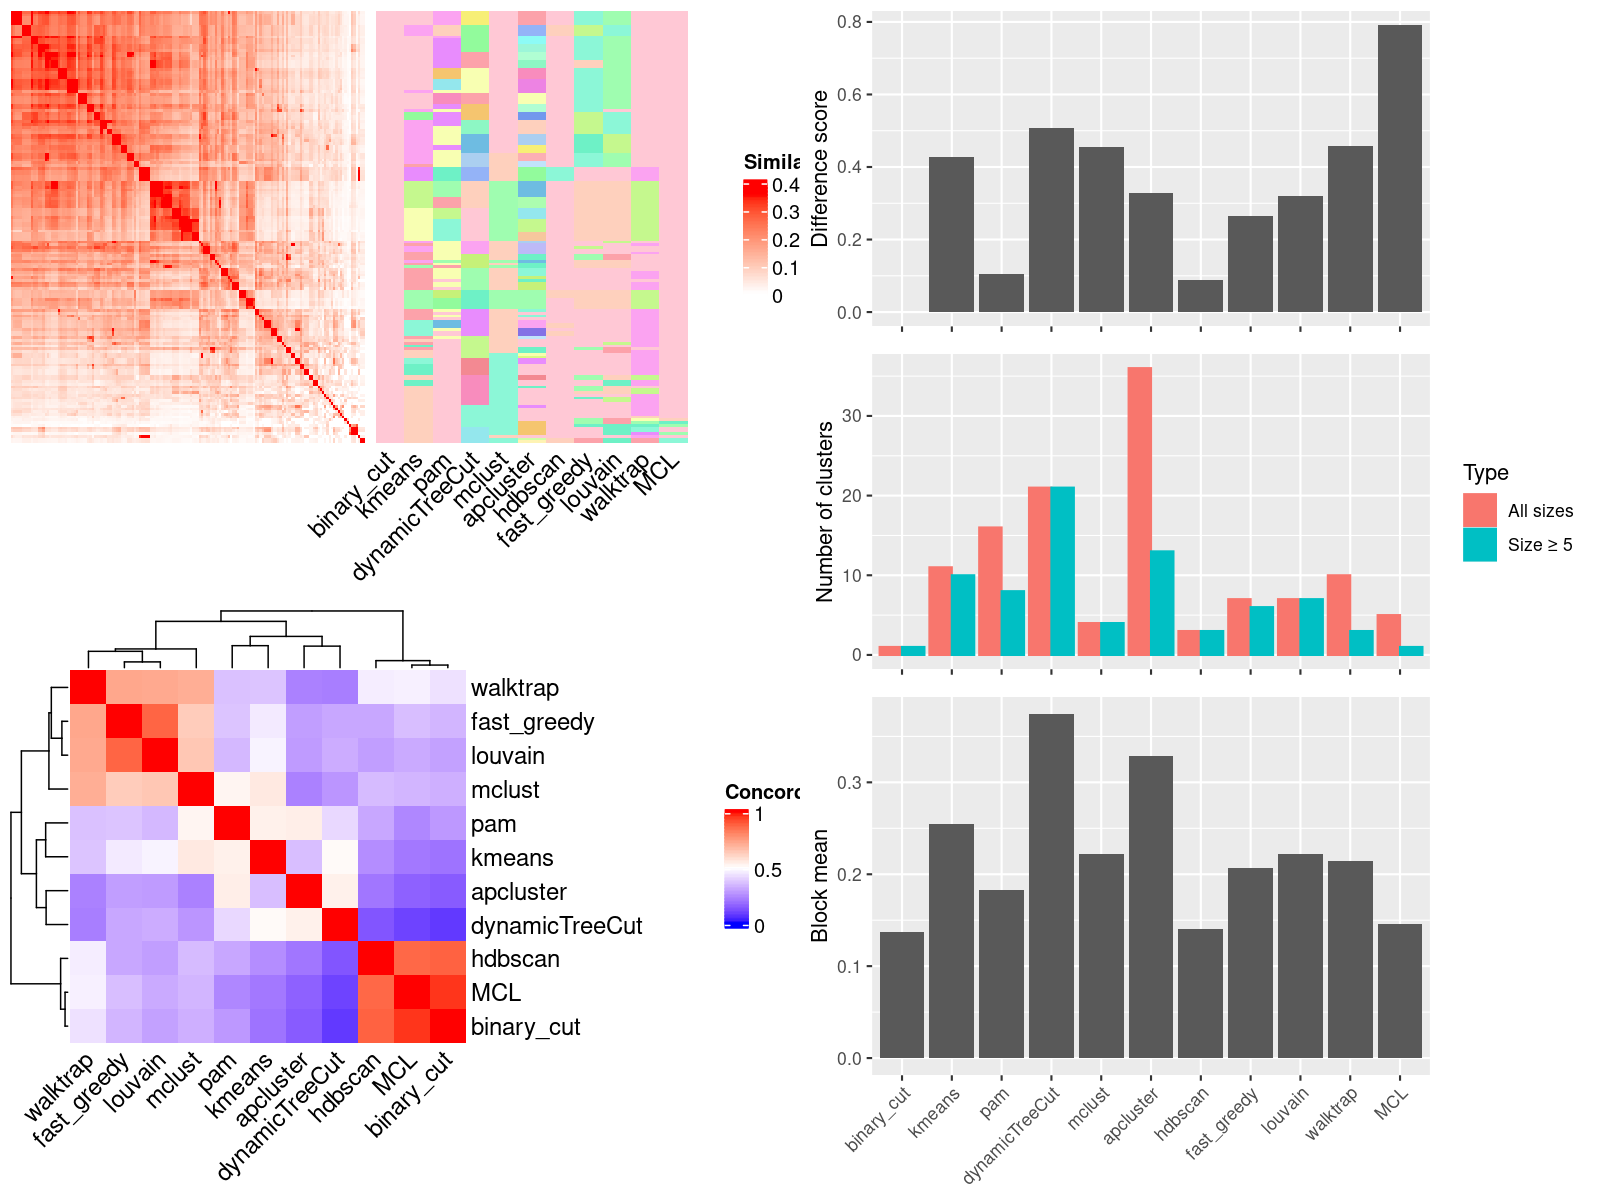 Simila
0.4
0.3
0.2
0.1
0
binary_cut
kmeans
pam
dynamicTreeCut
mclust
apcluster
hdbscan
fast_greedy
louvain
walktrap
MCL
walktrap
fast_greedy
louvain
mclust
pam
kmeans
apcluster
dynamicTreeCut
hdbscan
MCL
binary_cut
Concord
1
0.5
0
walktrap
fast_greedy
louvain
mclust
pam
kmeans
apcluster
dynamicTreeCut
hdbscan
MCL
binary_cut
Difference score
0.8
0.6
0.4
0.2
0.0
Number of clusters
30
20
10
0
Type
All sizes
Size ≥ 5
Block mean
0.3
0.2
0.1
0.0
binary_cut
kmeans
pam
dynamicTreeCut
mclust
apcluster
hdbscan
fast_greedy
louvain
walktrap
MCL